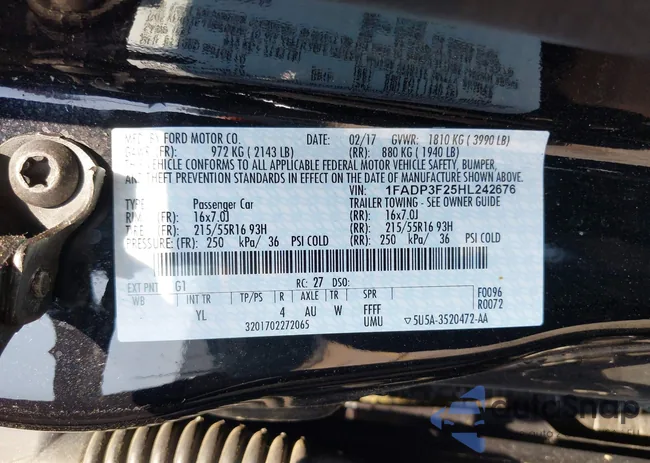 MFD. BY FORD MOTOR CO. DATE: 02/17 GVWR: 1810 KG ( 3990 LB)
(FR): 972 KG ( 2143 LB) (RR): 880 KG ( 1940 LB)
VEHICLE CONFORMS TO ALL APPLICABLE FEDERAL MOTOR VEHICLE SAFETY, BUMPER,
THEFT PREVENTION STANDARDS IN EFFECT ON THE DATE OF MANUFACTURE SHOWN ABOVE.
VIN: 1FADP3F25HL242676
TYPE: Passenger Car TRAILER TOWING - SEE OWNER GUIDE
RIM (FR) 16x7.0J (RR): 16x7.0J
TIRE (FR) 215/55R16 93H (RR): 215/55R16 93H
PRESSURE: (FR) 250 kPa/ 36 PSI COLD (RR): 250 kPa/ 36 PSI COLD
EXT PNT: G1 RC: 27 DSO: F0096
WB INT TR TP/PS R AXLE TR SPR R0072
YL 4 AU W FFFF
3201702272065 UMU ▽5U5A-3520472-AA
AutoSnap